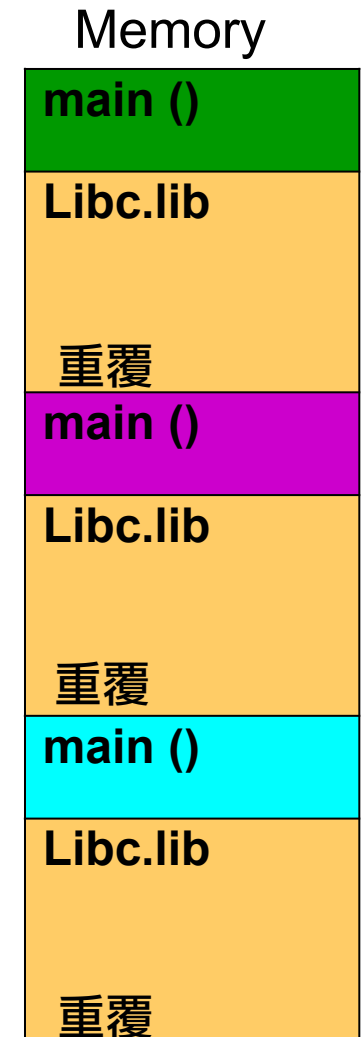 Memory
main ()
Libc.lib
重覆
main ()
Libc.lib
重覆
main ()
Libc.lib
重覆